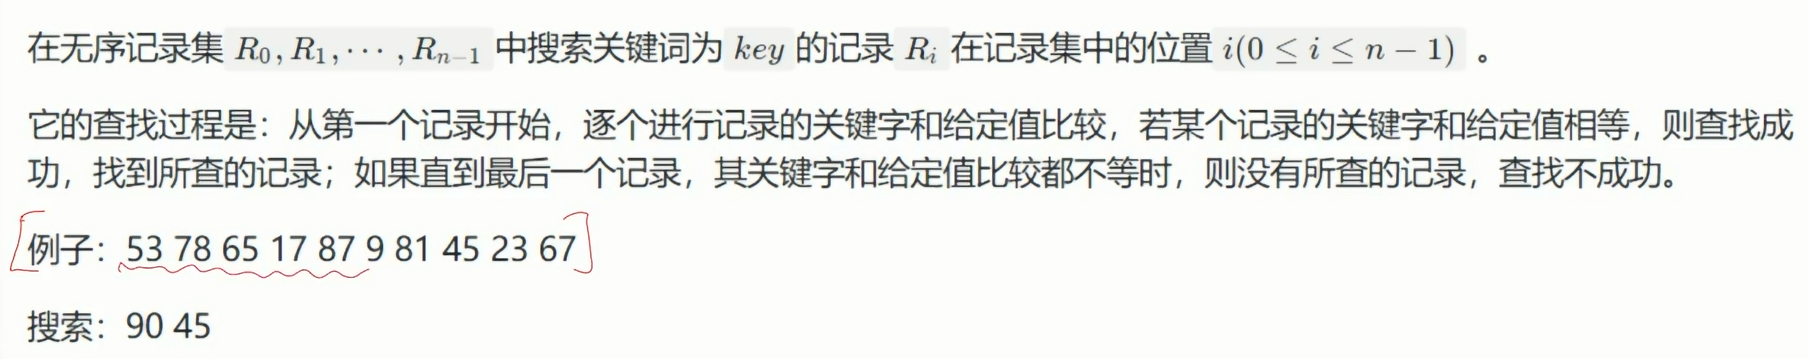 在无序记录集 R₀, R₁, ⋯ , Rₙ₋₁ 中搜索关键词为 key 的记录 Rᵢ 在记录集中的位置 i(0 ≤ i ≤ n − 1) 。
它的查找过程是：从第一个记录开始，逐个进行记录的关键字和给定值比较，若某个记录的关键字和给定值相等，则查找成
功，找到所查的记录；如果直到最后一个记录，其关键字和给定值比较都不等时，则没有所查的记录，查找不成功。
例子：53 78 65 17 87 9 81 45 23 67
搜索：90 45